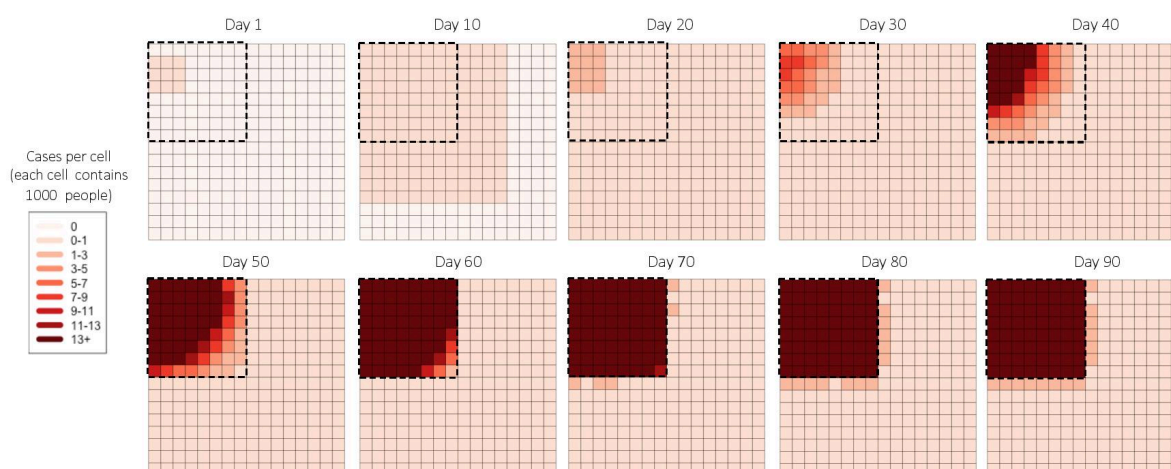 Day 1
Day 10
Day 20
Day 30
Day 40
Cases per cell
(each cell contains
1000 people)
0
0-1
1-3
3-5
5-7
7-9
9-11
11-13
13+
Day 50
Day 60
Day 70
Day 80
Day 90